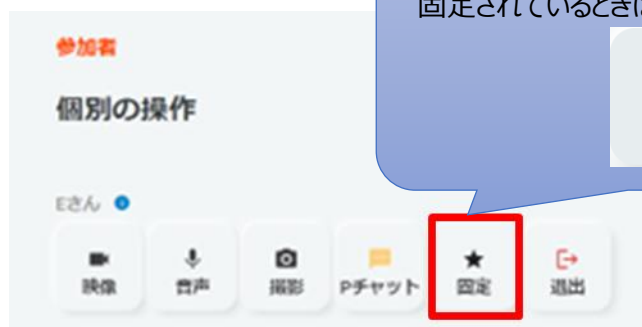 固定されているときに
参加者
個別の操作
Eさん
映像
音声
撮影
Pチャット
固定
退出